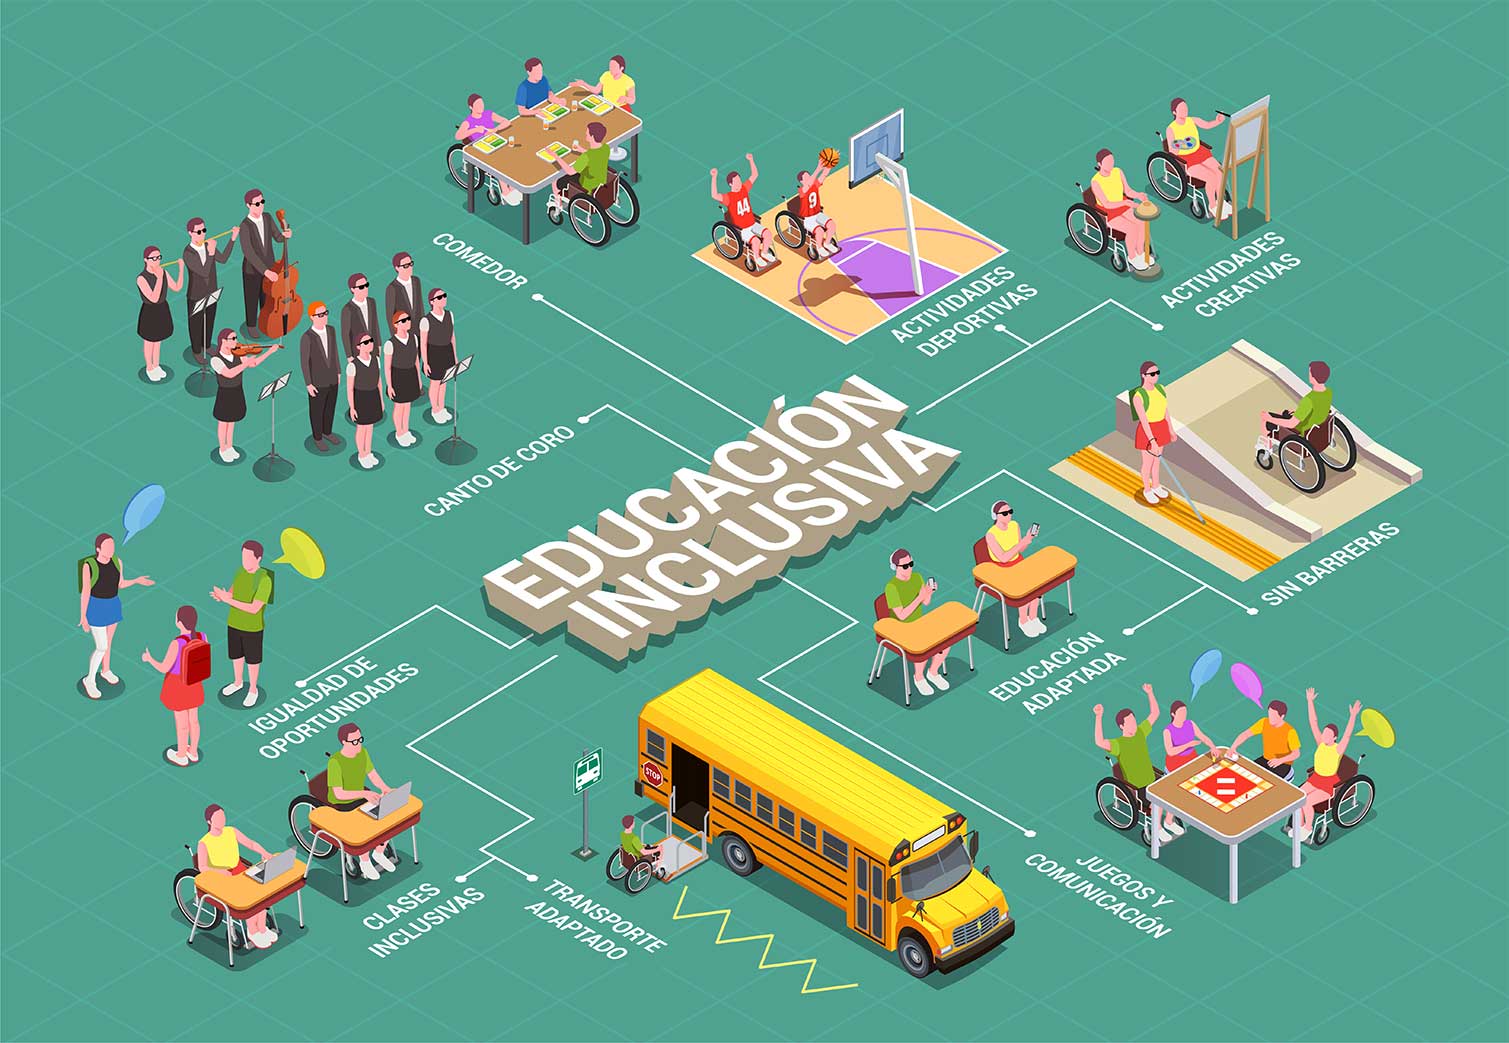 COMEDOR
44
9
ACTIVIDADES
DEPORTIVAS
ACTIVIDADES
CREATIVAS
CANTO DE CORO
EDUCACIÓN
INCLUSIVA
SIN BARRERAS
EDUCACIÓN
ADAPTADA
IGUALDAD DE
OPORTUNIDADES
STOP
CLASES
INCLUSIVAS
TRANSPORTE
ADAPTADO
JUEGOS Y
COMUNICACIÓN